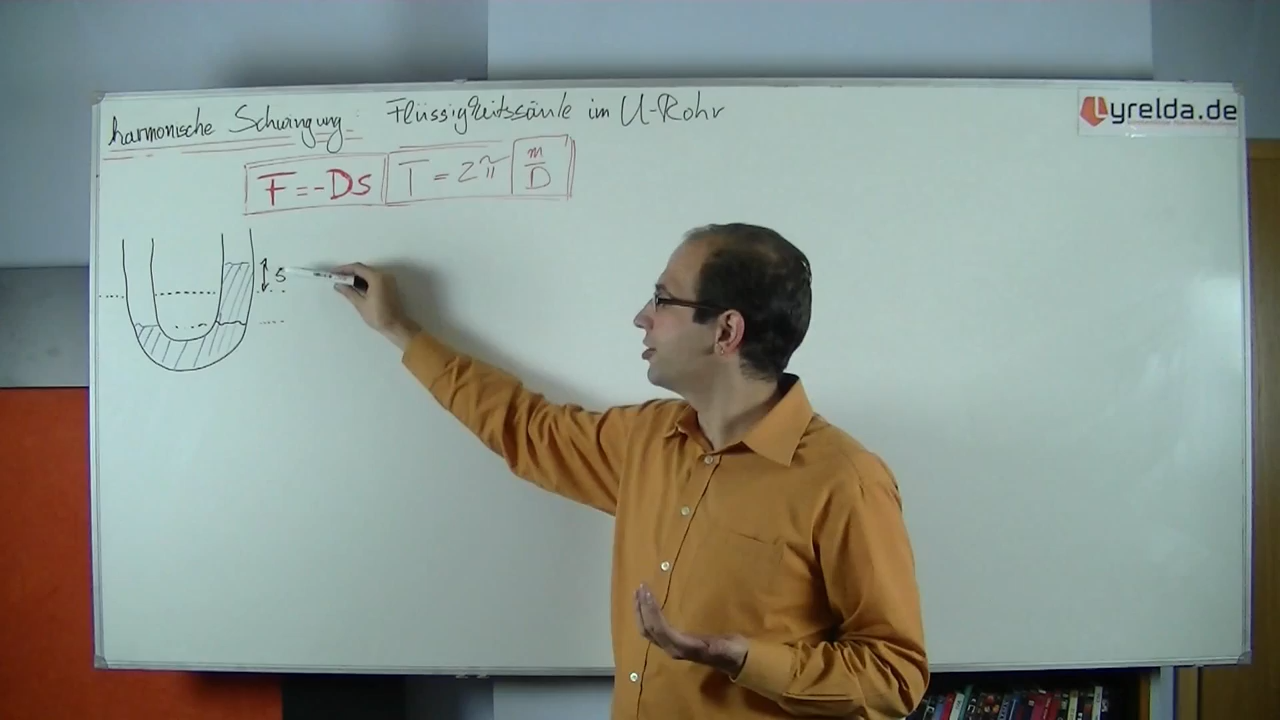 harmonische Schwingung: Flüssigkeitssäule im U-Rohr
Lyrelda.de
F = -Ds T = 2π √(m/D)
s